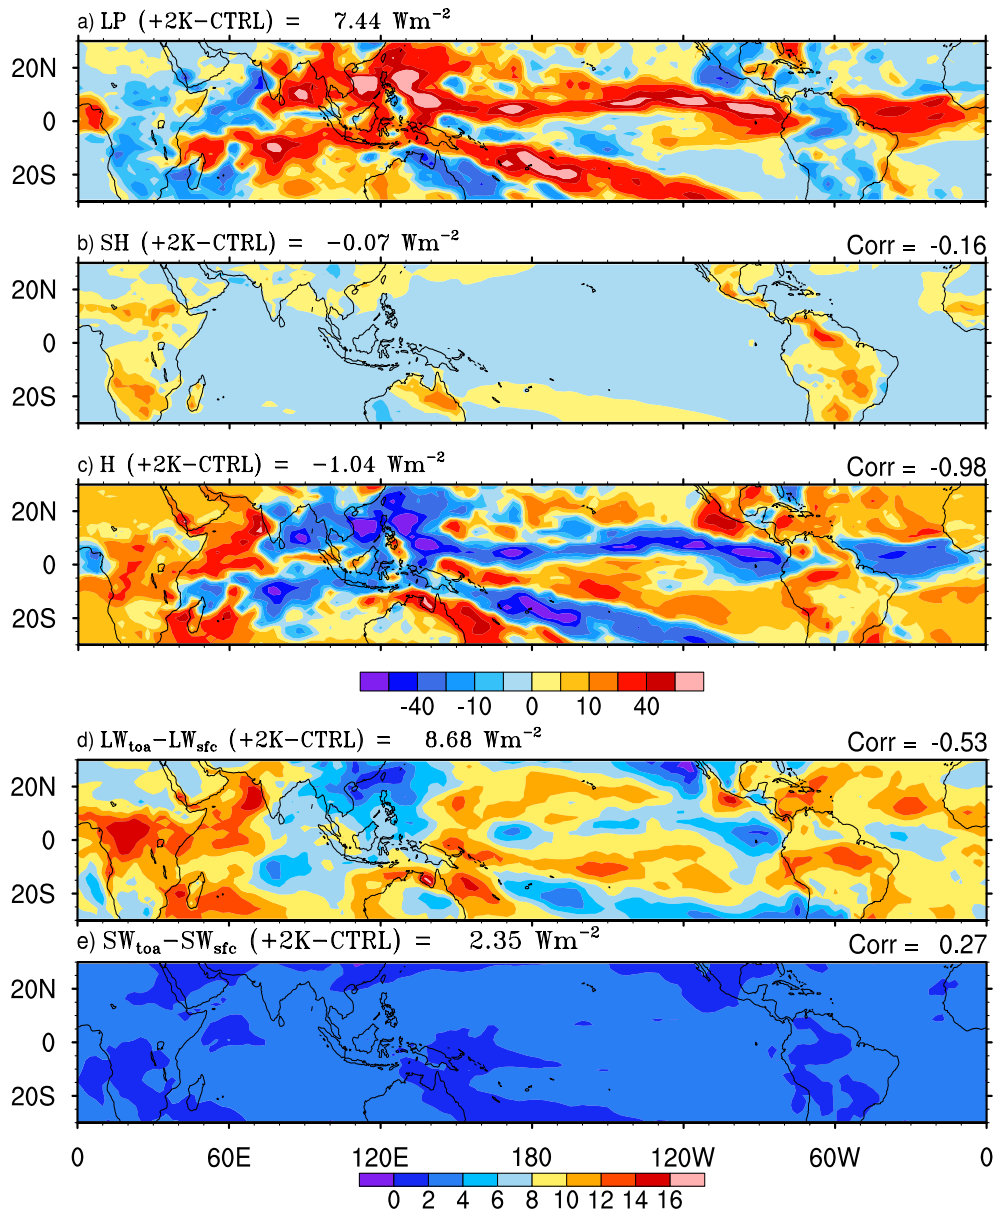 a) LP (+2K−CTRL) = 7.44 Wm⁻²
20N
0
20S
b) SH (+2K−CTRL) = −0.07 Wm⁻² Corr = -0.16
20N
0
20S
c) H (+2K−CTRL) = −1.04 Wm⁻² Corr = -0.98
20N
0
20S
-40 -10 0 10 40
d) LWtoa−LWsfc (+2K−CTRL) = 8.68 Wm⁻² Corr = -0.53
20N
0
20S
e) SWtoa−SWsfc (+2K−CTRL) = 2.35 Wm⁻² Corr = 0.27
20N
0
20S
0 60E 120E 180 120W 60W 0
0 2 4 6 8 10 12 14 16